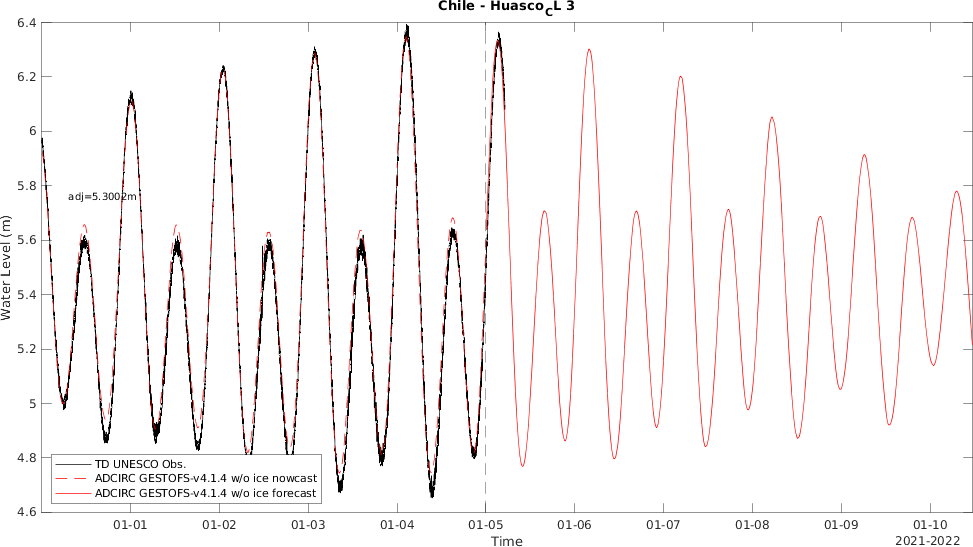 Chile - Huasco_CL 3
6.4
6.2
6
5.8
5.6
5.4
5.2
5
4.8
4.6
Water Level (m)
adj=5.3002m
TD UNESCO Obs.
ADCIRC GESTOFS-v4.1.4 w/o ice nowcast
ADCIRC GESTOFS-v4.1.4 w/o ice forecast
01-01 01-02 01-03 01-04 01-05 01-06 01-07 01-08 01-09 01-10
Time
2021-2022